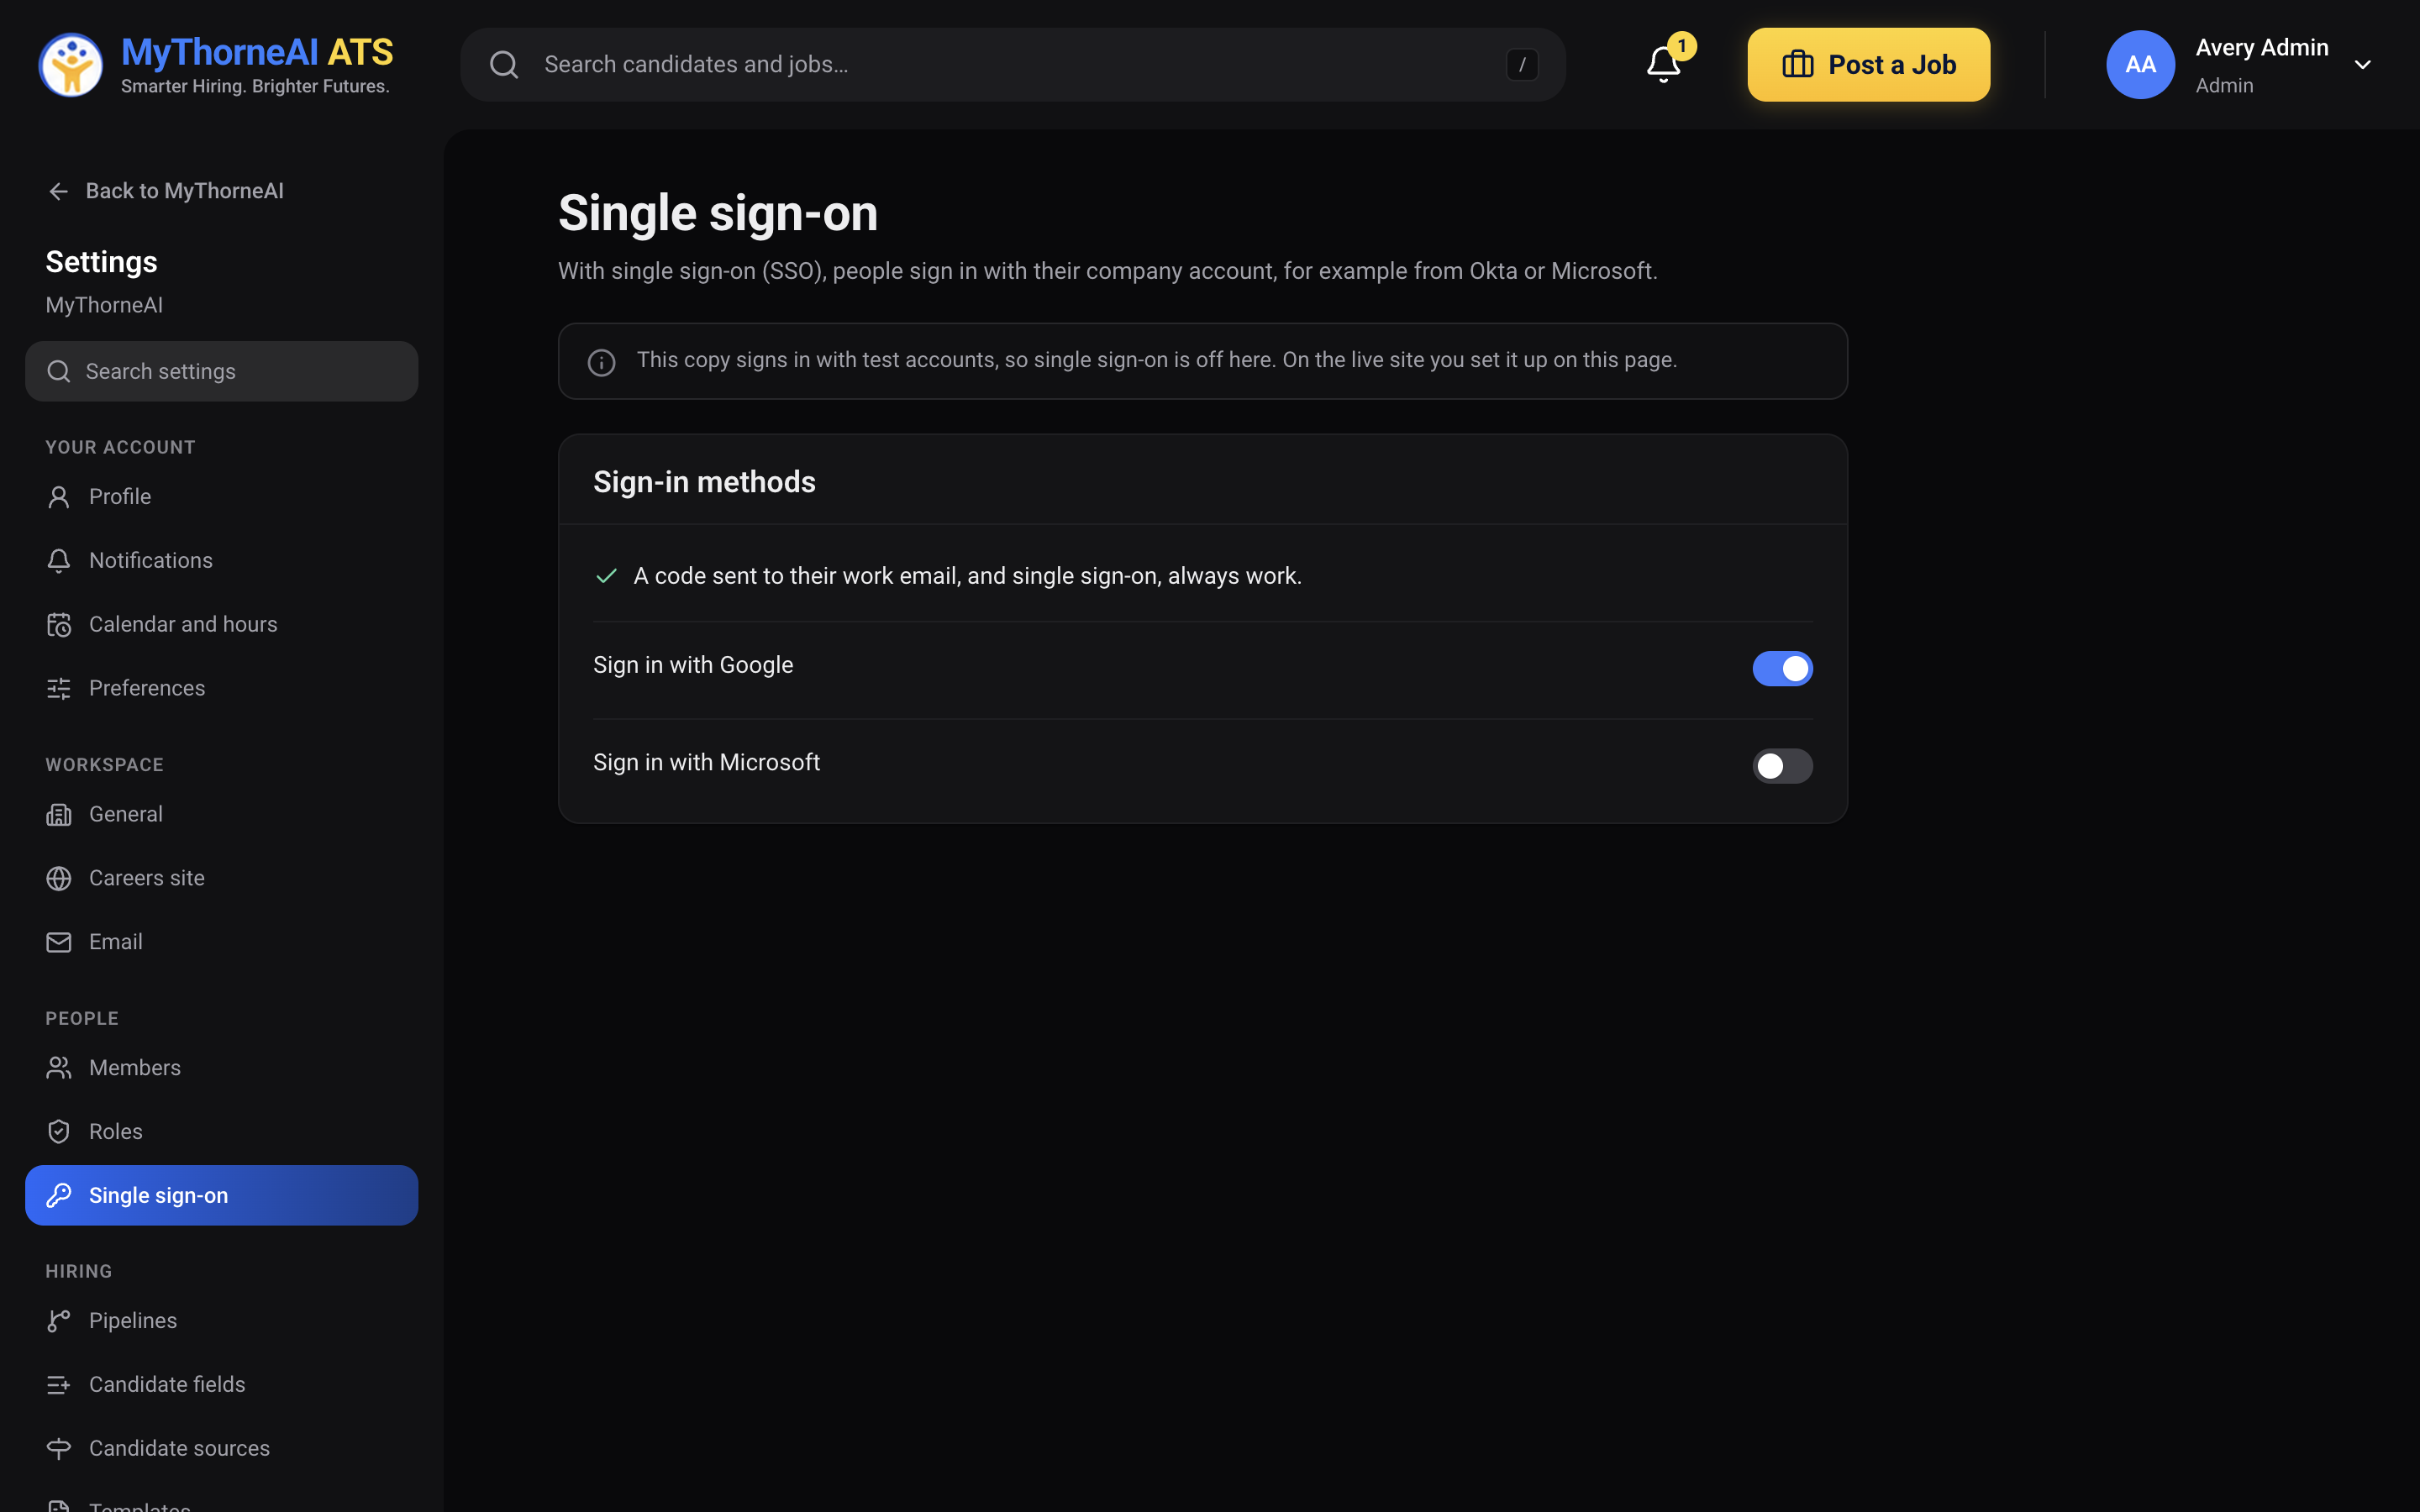 MyThorneAI ATS
Smarter Hiring. Brighter Futures.
Search candidates and jobs...
/
1
Post a Job
AA
Avery Admin
Admin
Back to MyThorneAI
Settings
MyThorneAI
Search settings
YOUR ACCOUNT
Profile
Notifications
Calendar and hours
Preferences
WORKSPACE
General
Careers site
Email
PEOPLE
Members
Roles
Single sign-on
HIRING
Pipelines
Candidate fields
Candidate sources
Templates
Single sign-on
With single sign-on (SSO), people sign in with their company account, for example from Okta or Microsoft.
This copy signs in with test accounts, so single sign-on is off here. On the live site you set it up on this page.
Sign-in methods
A code sent to their work email, and single sign-on, always work.
Sign in with Google
Sign in with Microsoft